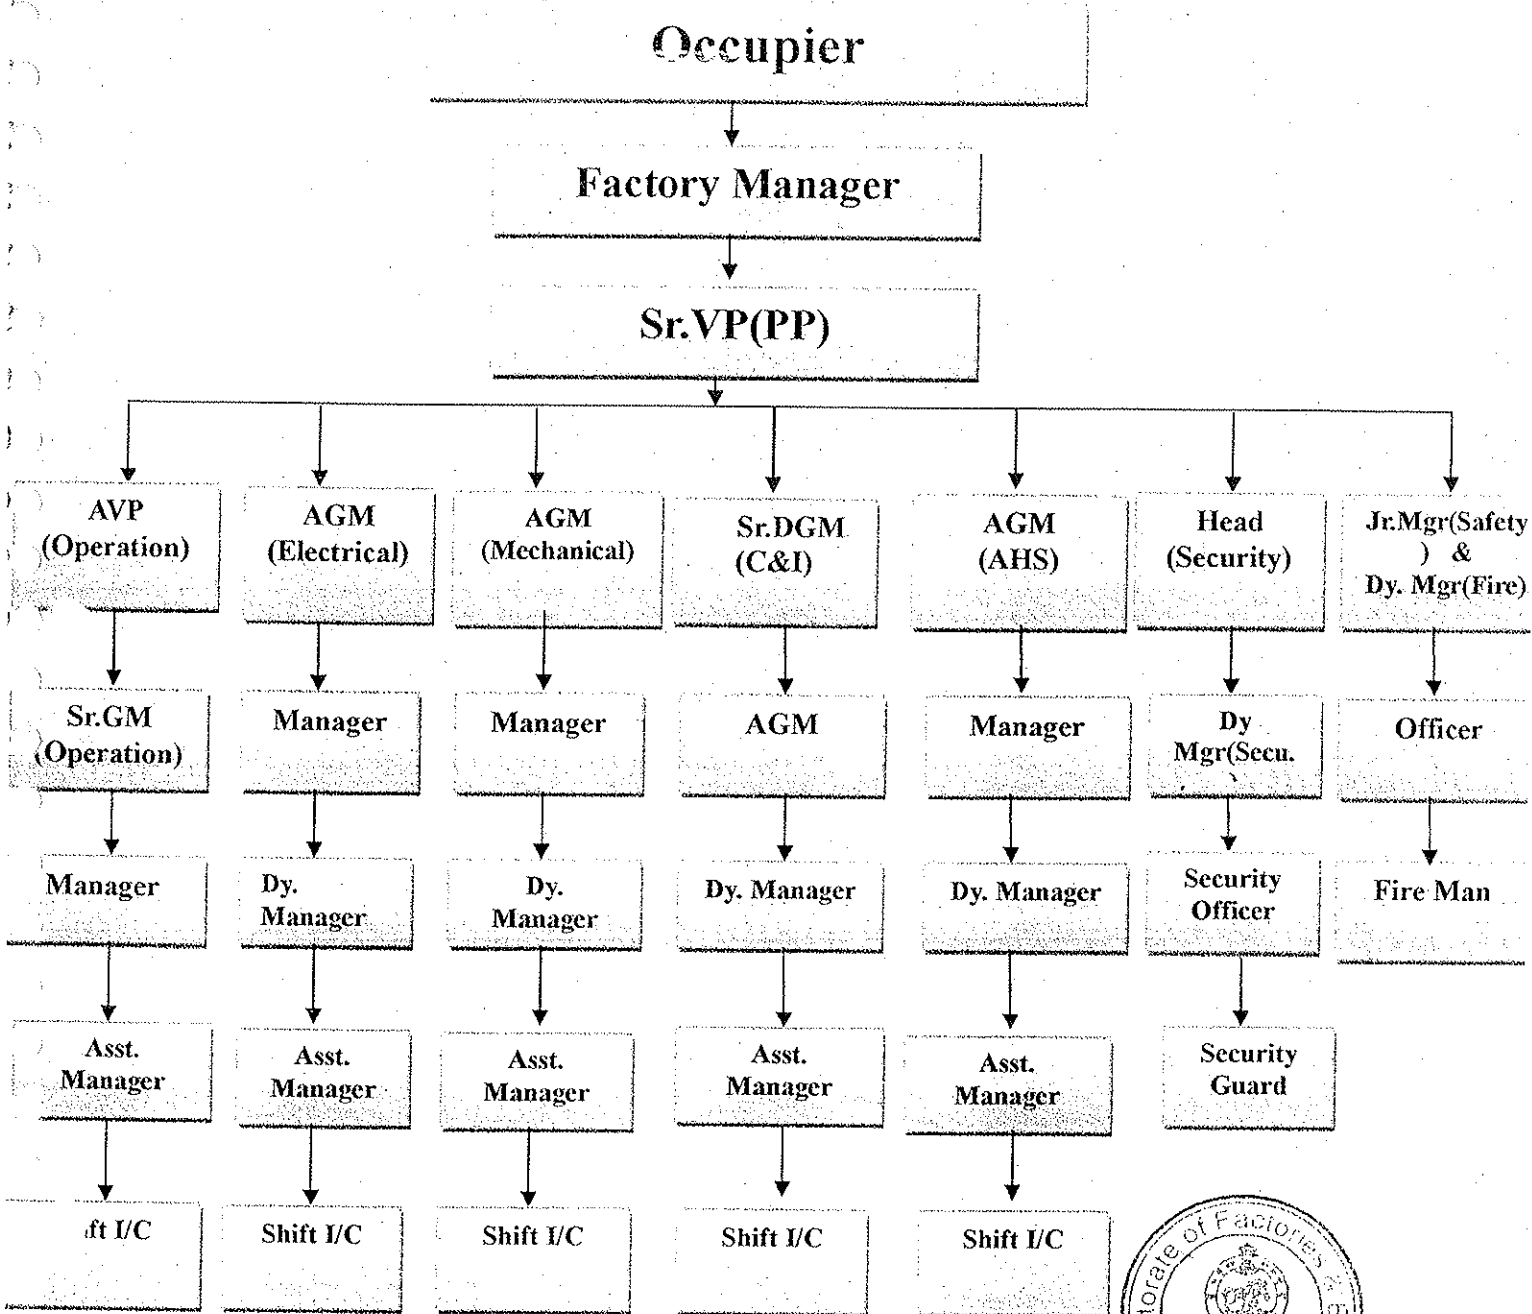 Occupier
Factory Manager
Sr.VP(PP)
AVP
(Operation)
AGM
(Electrical)
AGM
(Mechanical)
Sr.DGM
(C&I)
AGM
(AHS)
Head
(Security)
Jr.Mgr(Safety
) &
Dy. Mgr(Fire)
Sr.GM
(Operation)
Manager
Manager
AGM
Manager
Dy
Mgr(Secu.
)
Officer
Manager
Dy.
Manager
Dy.
Manager
Dy. Manager
Dy. Manager
Security
Officer
Fire Man
Asst.
Manager
Asst.
Manager
Asst.
Manager
Asst.
Manager
Asst.
Manager
Security
Guard
ft I/C
Shift I/C
Shift I/C
Shift I/C
Shift I/C
orate of Factories &